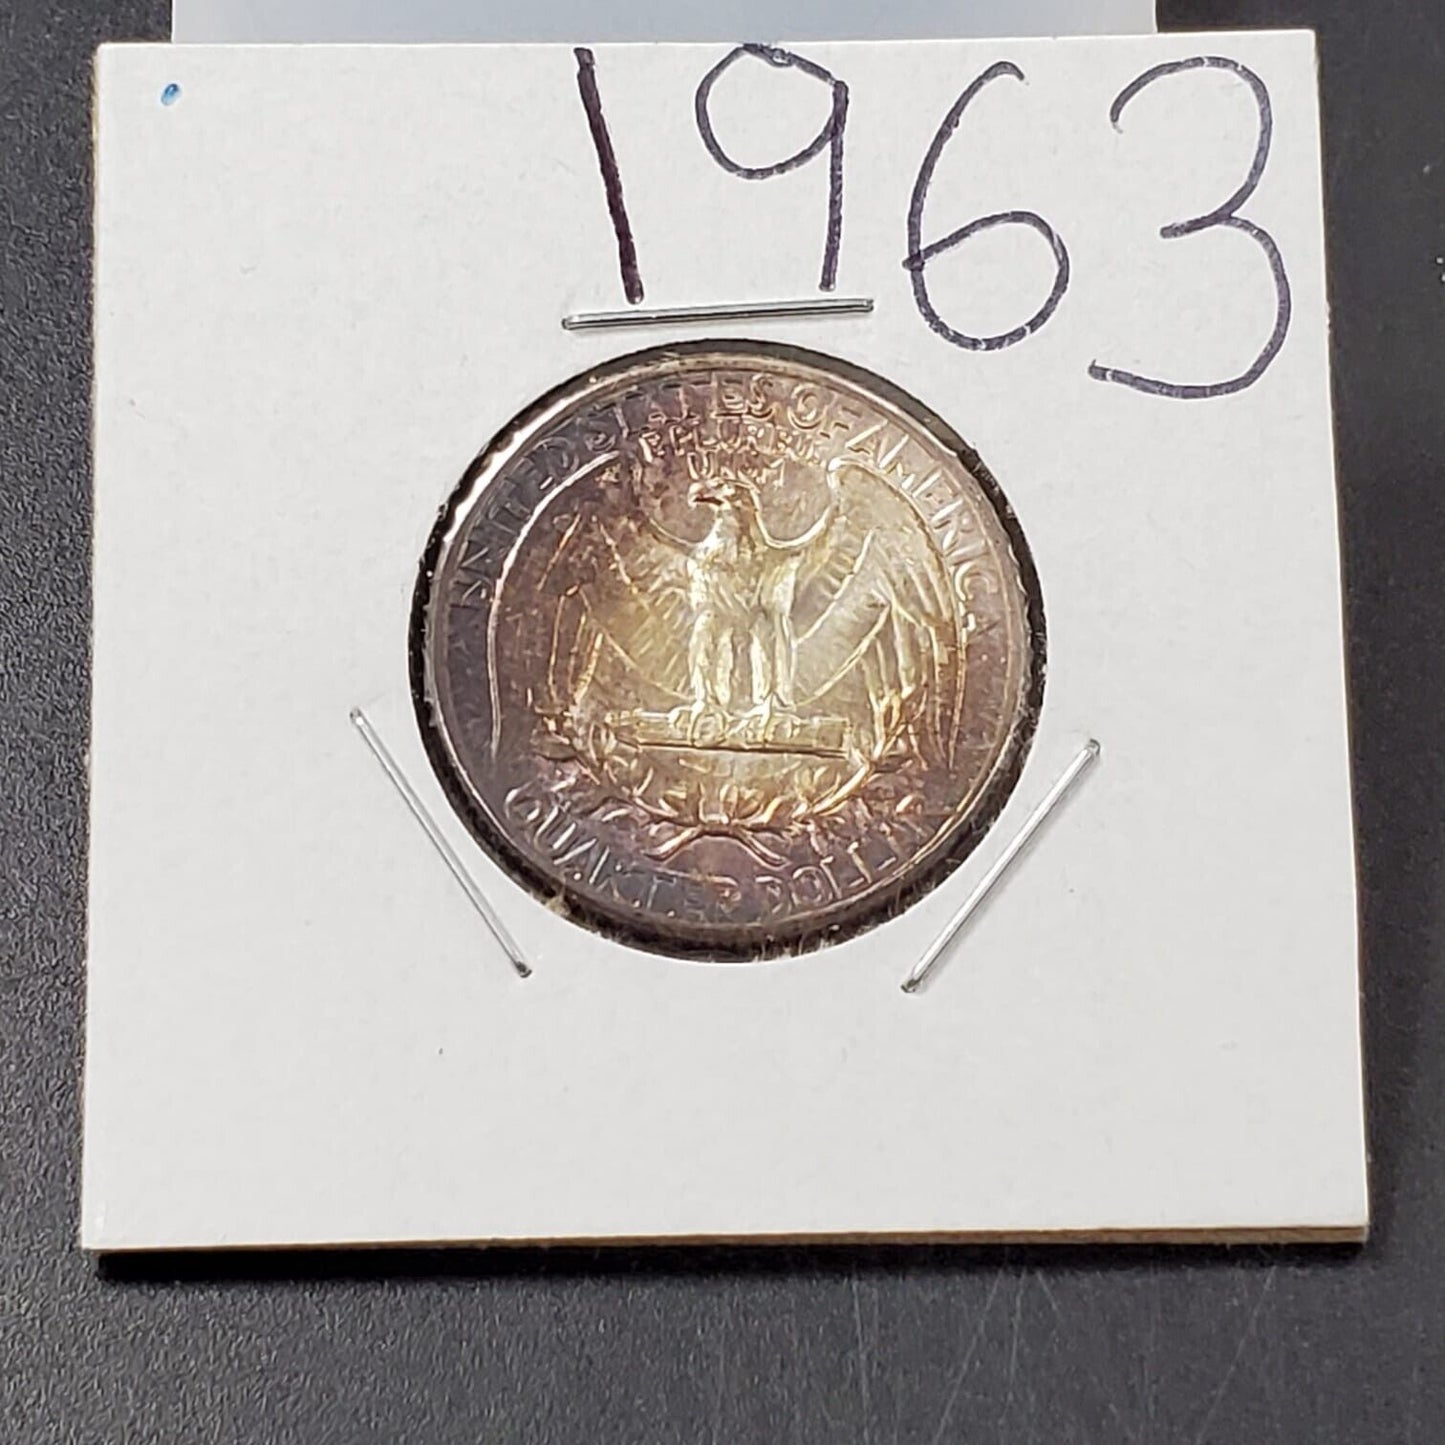 1963
UNITED STATES OF AMERICA
E PLURIBUS
UNUM
QUARTER DOLLAR